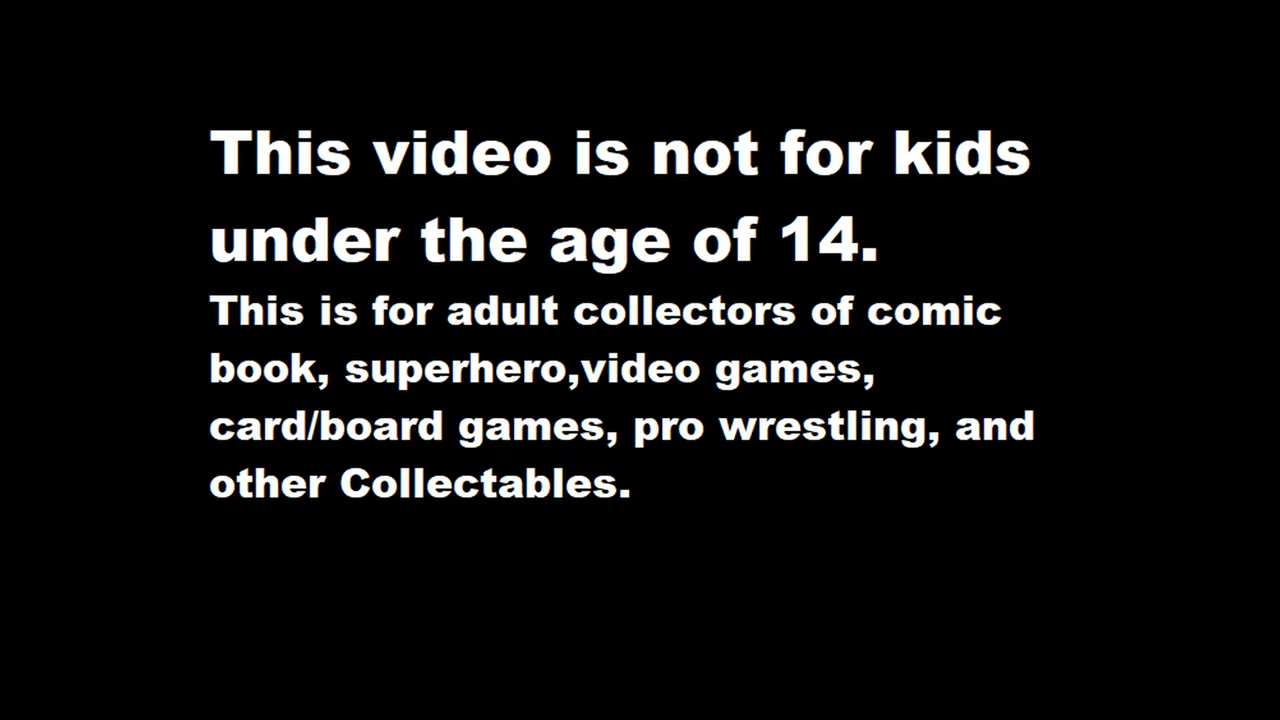 This video is not for kids
under the age of 14.
This is for adult collectors of comic
book, superhero,video games,
card/board games, pro wrestling, and
other Collectables.